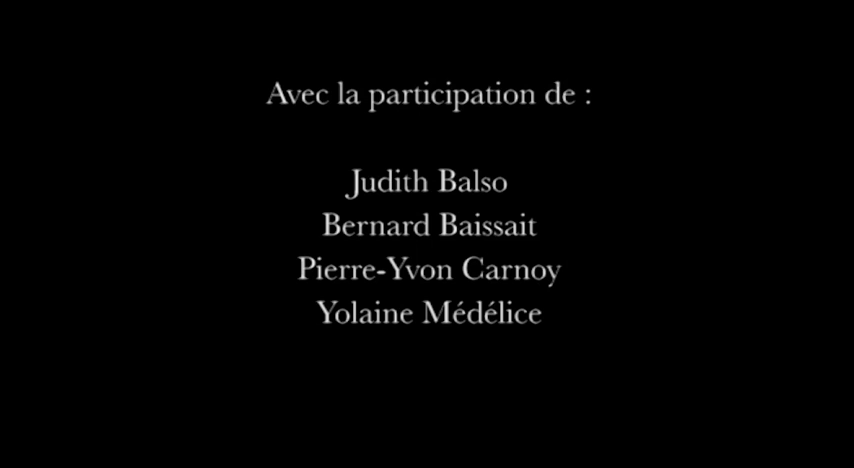 Avec la participation de :
Judith Balso
Bernard Baissait
Pierre-Yvon Carnoy
Yolaine Médélice